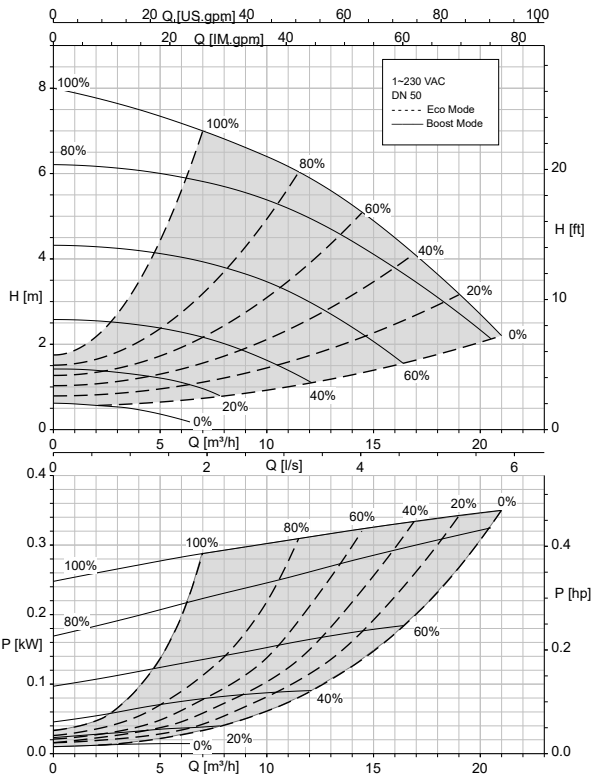 0 20 40 60 80 100
Q [US.gpm]
Q [IM.gpm]
0 20 40 60 80
100%
8
1~230 VAC
DN 50
Eco Mode
Boost Mode
100%
80%
6
80%
20
60%
40%
H [ft]
4
H [m]
20%
10
2
0%
60%
40%
20%
0%
0
0
0 5 10 15 20
Q [m³/h]
0 2 4 6
Q [l/s]
0.4
0%
20%
40%
60%
80%
100%
0.3
100%
0.4
P [hp]
0.2
80%
60%
P [kW]
0.2
0.1
40%
20%
0%
0.0
0.0
0 5 10 15 20
Q [m³/h]